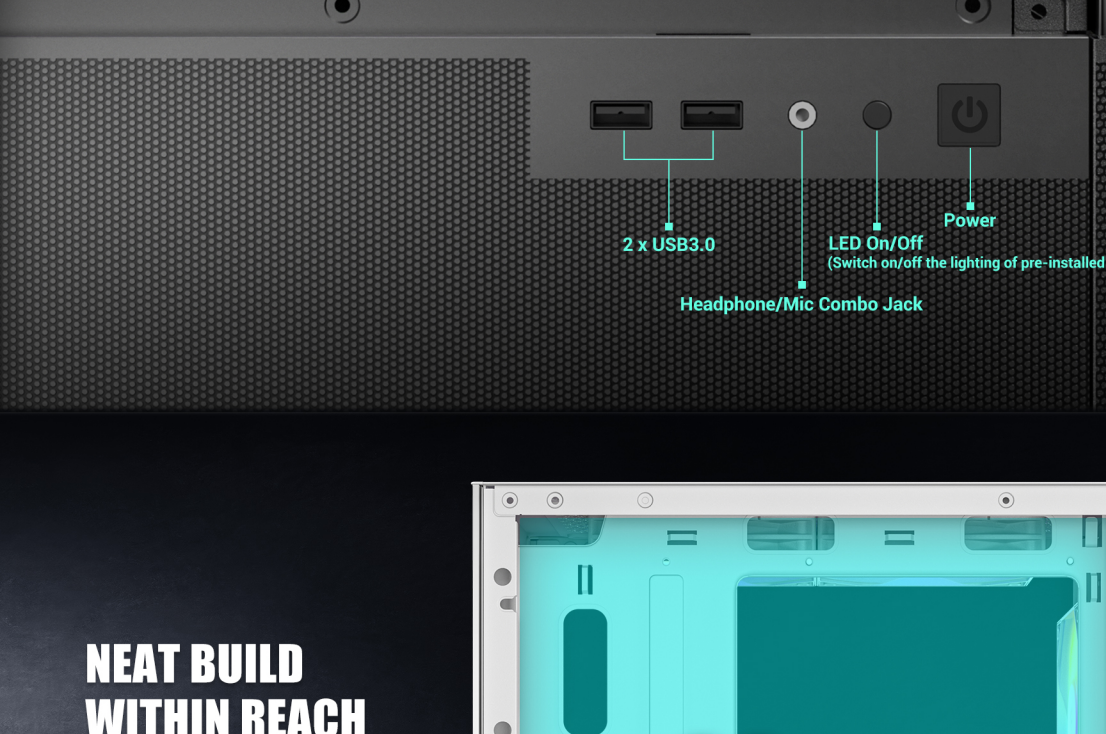 Power
2 x USB3.0
LED On/Off
(Switch on/off the lighting of pre-installed
Headphone/Mic Combo Jack
NEAT BUILD
WITHIN REACH